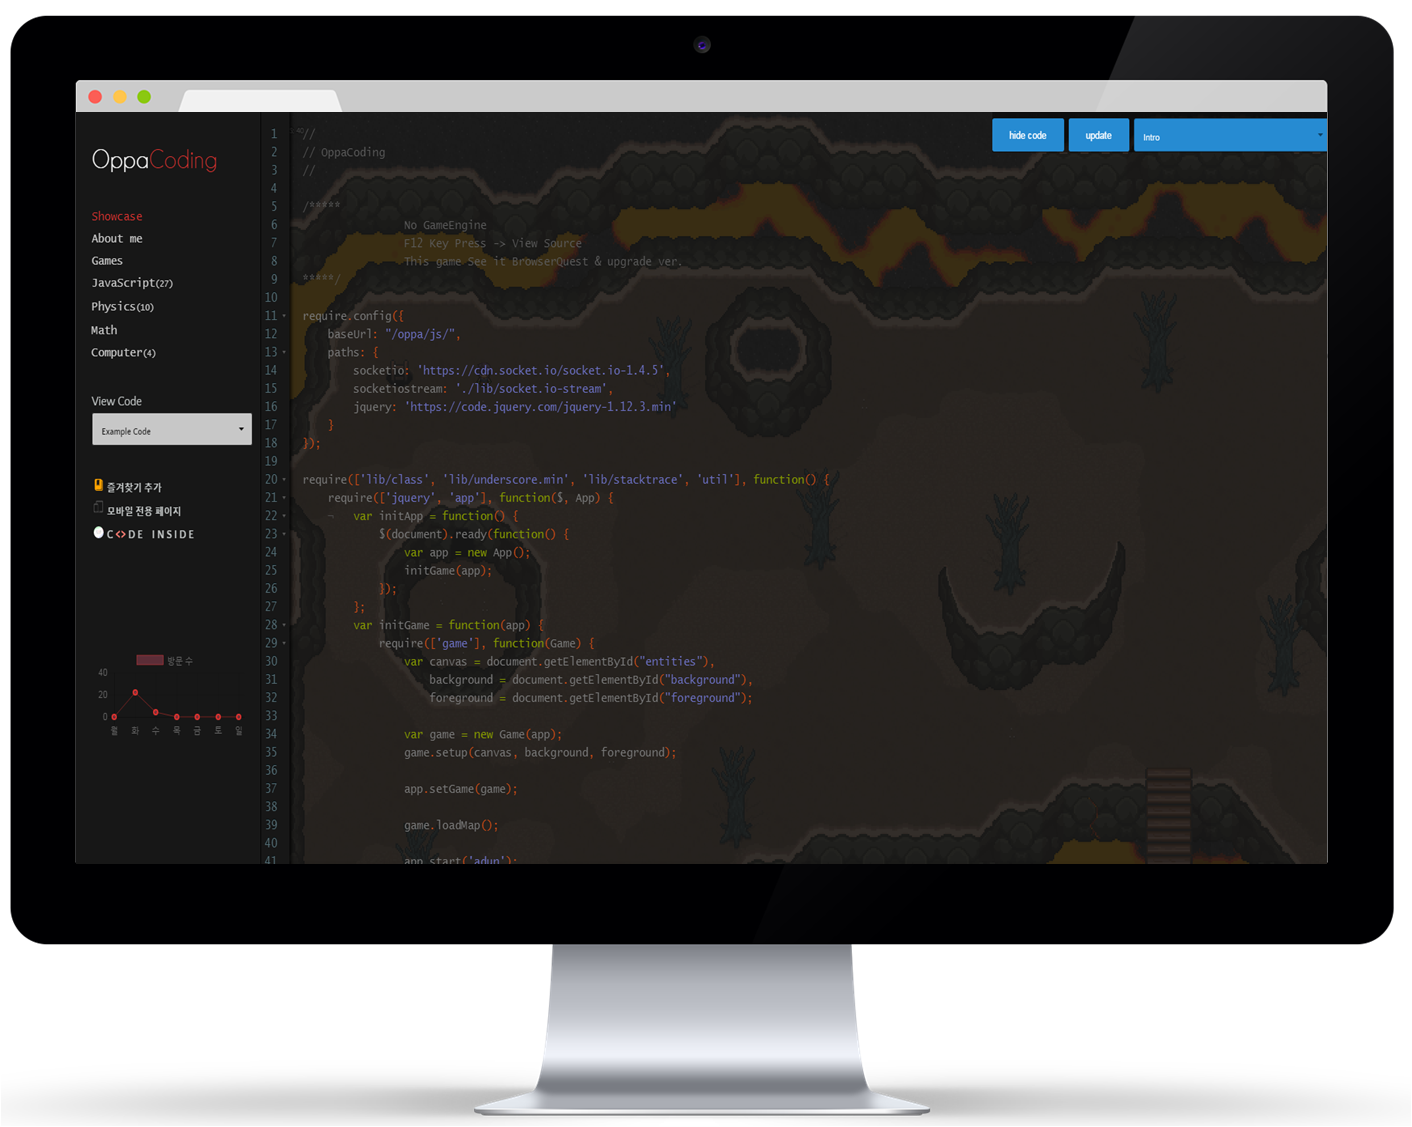 OppaCoding
Showcase
About me
Games
JavaScript(27)
Physics(10)
Math
Computer(4)
View Code
Example Code
즐겨찾기 추가
모바일 전용 페이지
C<>DE INSIDE
방문 수
40
20
0
월 화 수 목 금 토 일
hide code
update
Intro
1 //
2 // OppaCoding
3 //
4
5 /*****
6 No GameEngine
7 F12 Key Press -> View Source
8 This game See it BrowserQuest & upgrade ver.
9 *****/
10
11 require.config({
12 baseUrl: "/oppa/js/",
13 paths: {
14 socketio: 'https://cdn.socket.io/socket.io-1.4.5',
15 socketiostream: './lib/socket.io-stream',
16 jquery: 'https://code.jquery.com/jquery-1.12.3.min'
17 }
18 });
19
20 require(['lib/class', 'lib/underscore.min', 'lib/stacktrace', 'util'], function() {
21 require(['jquery', 'app'], function($, App) {
22 var initApp = function() {
23 $(document).ready(function() {
24 var app = new App();
25 initGame(app);
26 });
27 };
28 var initGame = function(app) {
29 require(['game'], function(Game) {
30 var canvas = document.getElementById("entities"),
31 background = document.getElementById("background"),
32 foreground = document.getElementById("foreground");
33
34 var game = new Game(app);
35 game.setup(canvas, background, foreground);
36
37 app.setGame(game);
38
39 game.loadMap();
40
41 app.start('adun');